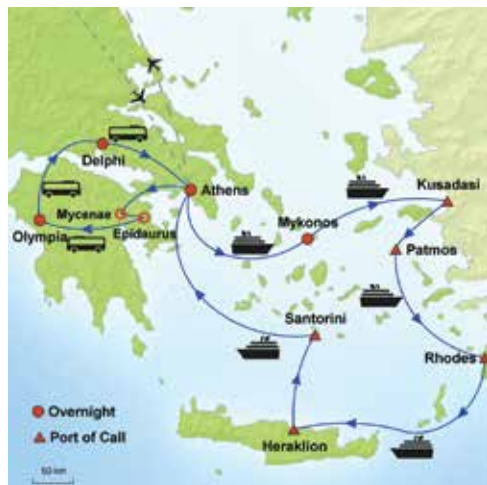 Delphi
Athens
Kusadasi
Mycenae
Olympia
Epidaurus
Mykonos
Patmos
Santorini
Rhodes
Overnight
Port of Call
Heraklion
50 km